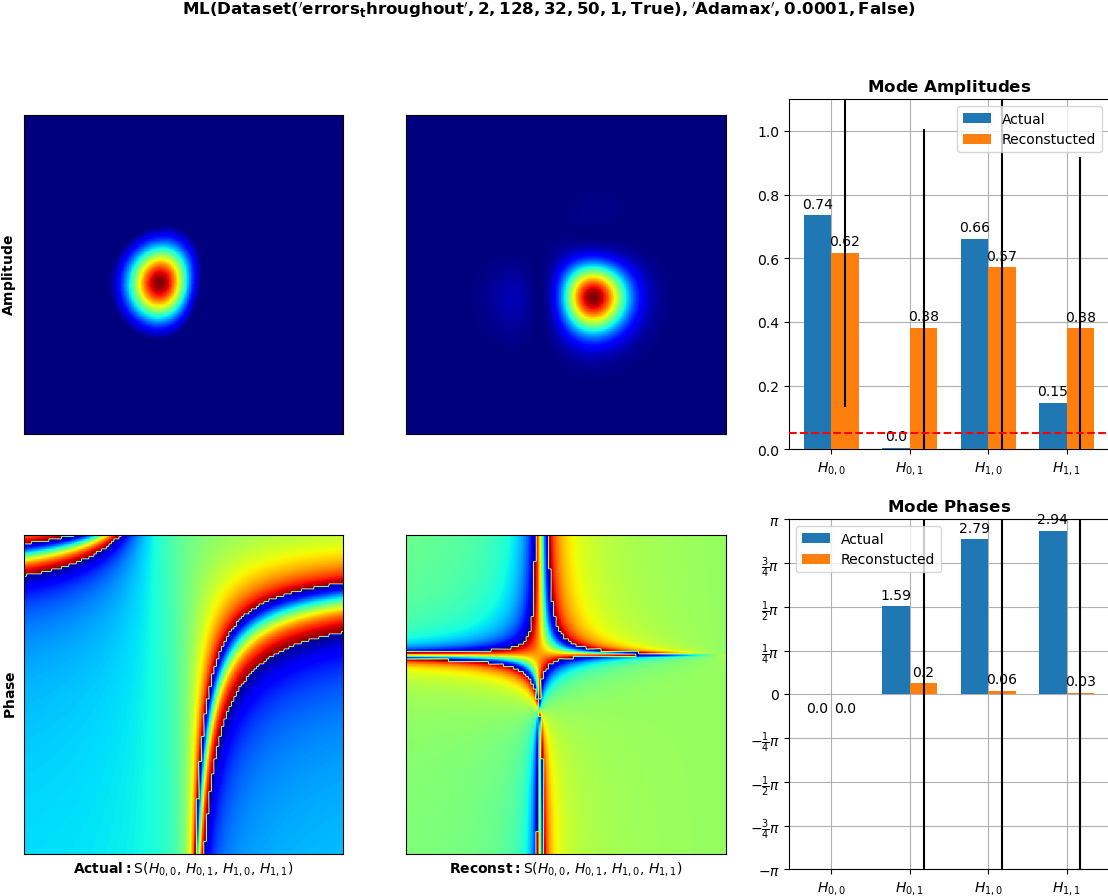 ML(Dataset('errors_throughout', 2, 128, 32, 50, 1, True), 'Adamax', 0.0001, False)
Amplitude
Mode Amplitudes
Actual
Reconstucted
1.0
0.8
0.6
0.4
0.2
0.0
0.74
0.62
0.0
0.38
0.66
0.57
0.15
0.38
H0,0
H0,1
H1,0
H1,1
Phase
Actual: S(H0,0, H0,1, H1,0, H1,1)
Reconst: S(H0,0, H0,1, H1,0, H1,1)
Mode Phases
Actual
Reconstucted
π
3/4π
1/2π
1/4π
0
−1/4π
−1/2π
−3/4π
−π
0.0
0.0
1.59
0.2
2.79
0.06
2.94
0.03
H0,0
H0,1
H1,0
H1,1